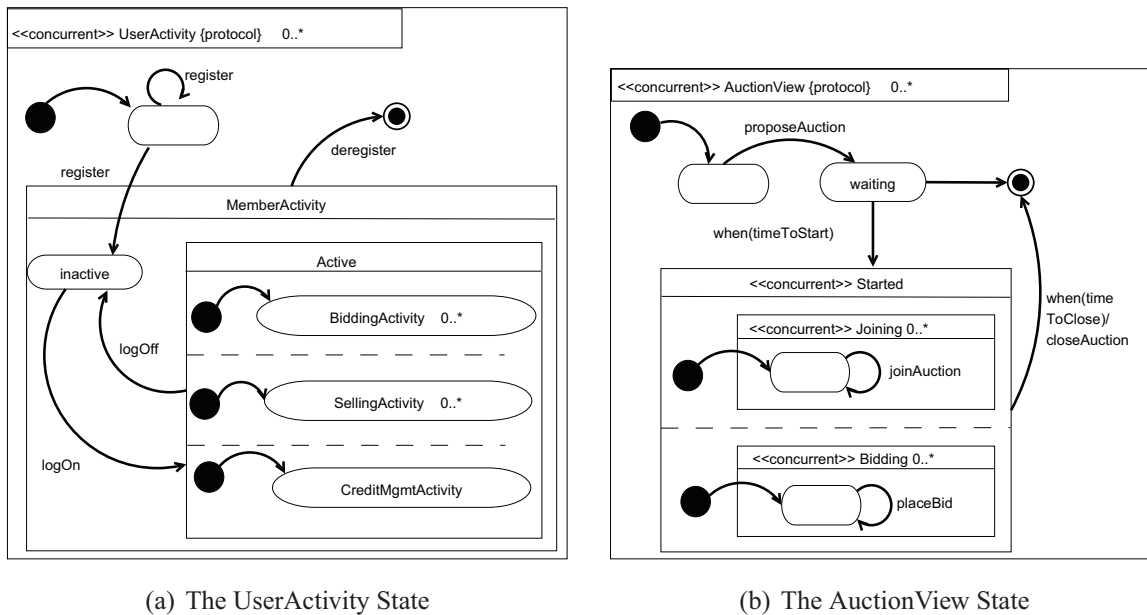 <<concurrent>> UserActivity {protocol} 0..*
register
register
deregister
MemberActivity
inactive
Active
BiddingActivity 0..*
logOff
SellingActivity 0..*
logOn
CreditMgmtActivity
(a) The UserActivity State
<<concurrent>> AuctionView {protocol} 0..*
proposeAuction
waiting
when(timeToStart)
<<concurrent>> Started
when(time
ToClose)/
closeAuction
<<concurrent>> Joining 0..*
joinAuction
<<concurrent>> Bidding 0..*
placeBid
(b) The AuctionView State